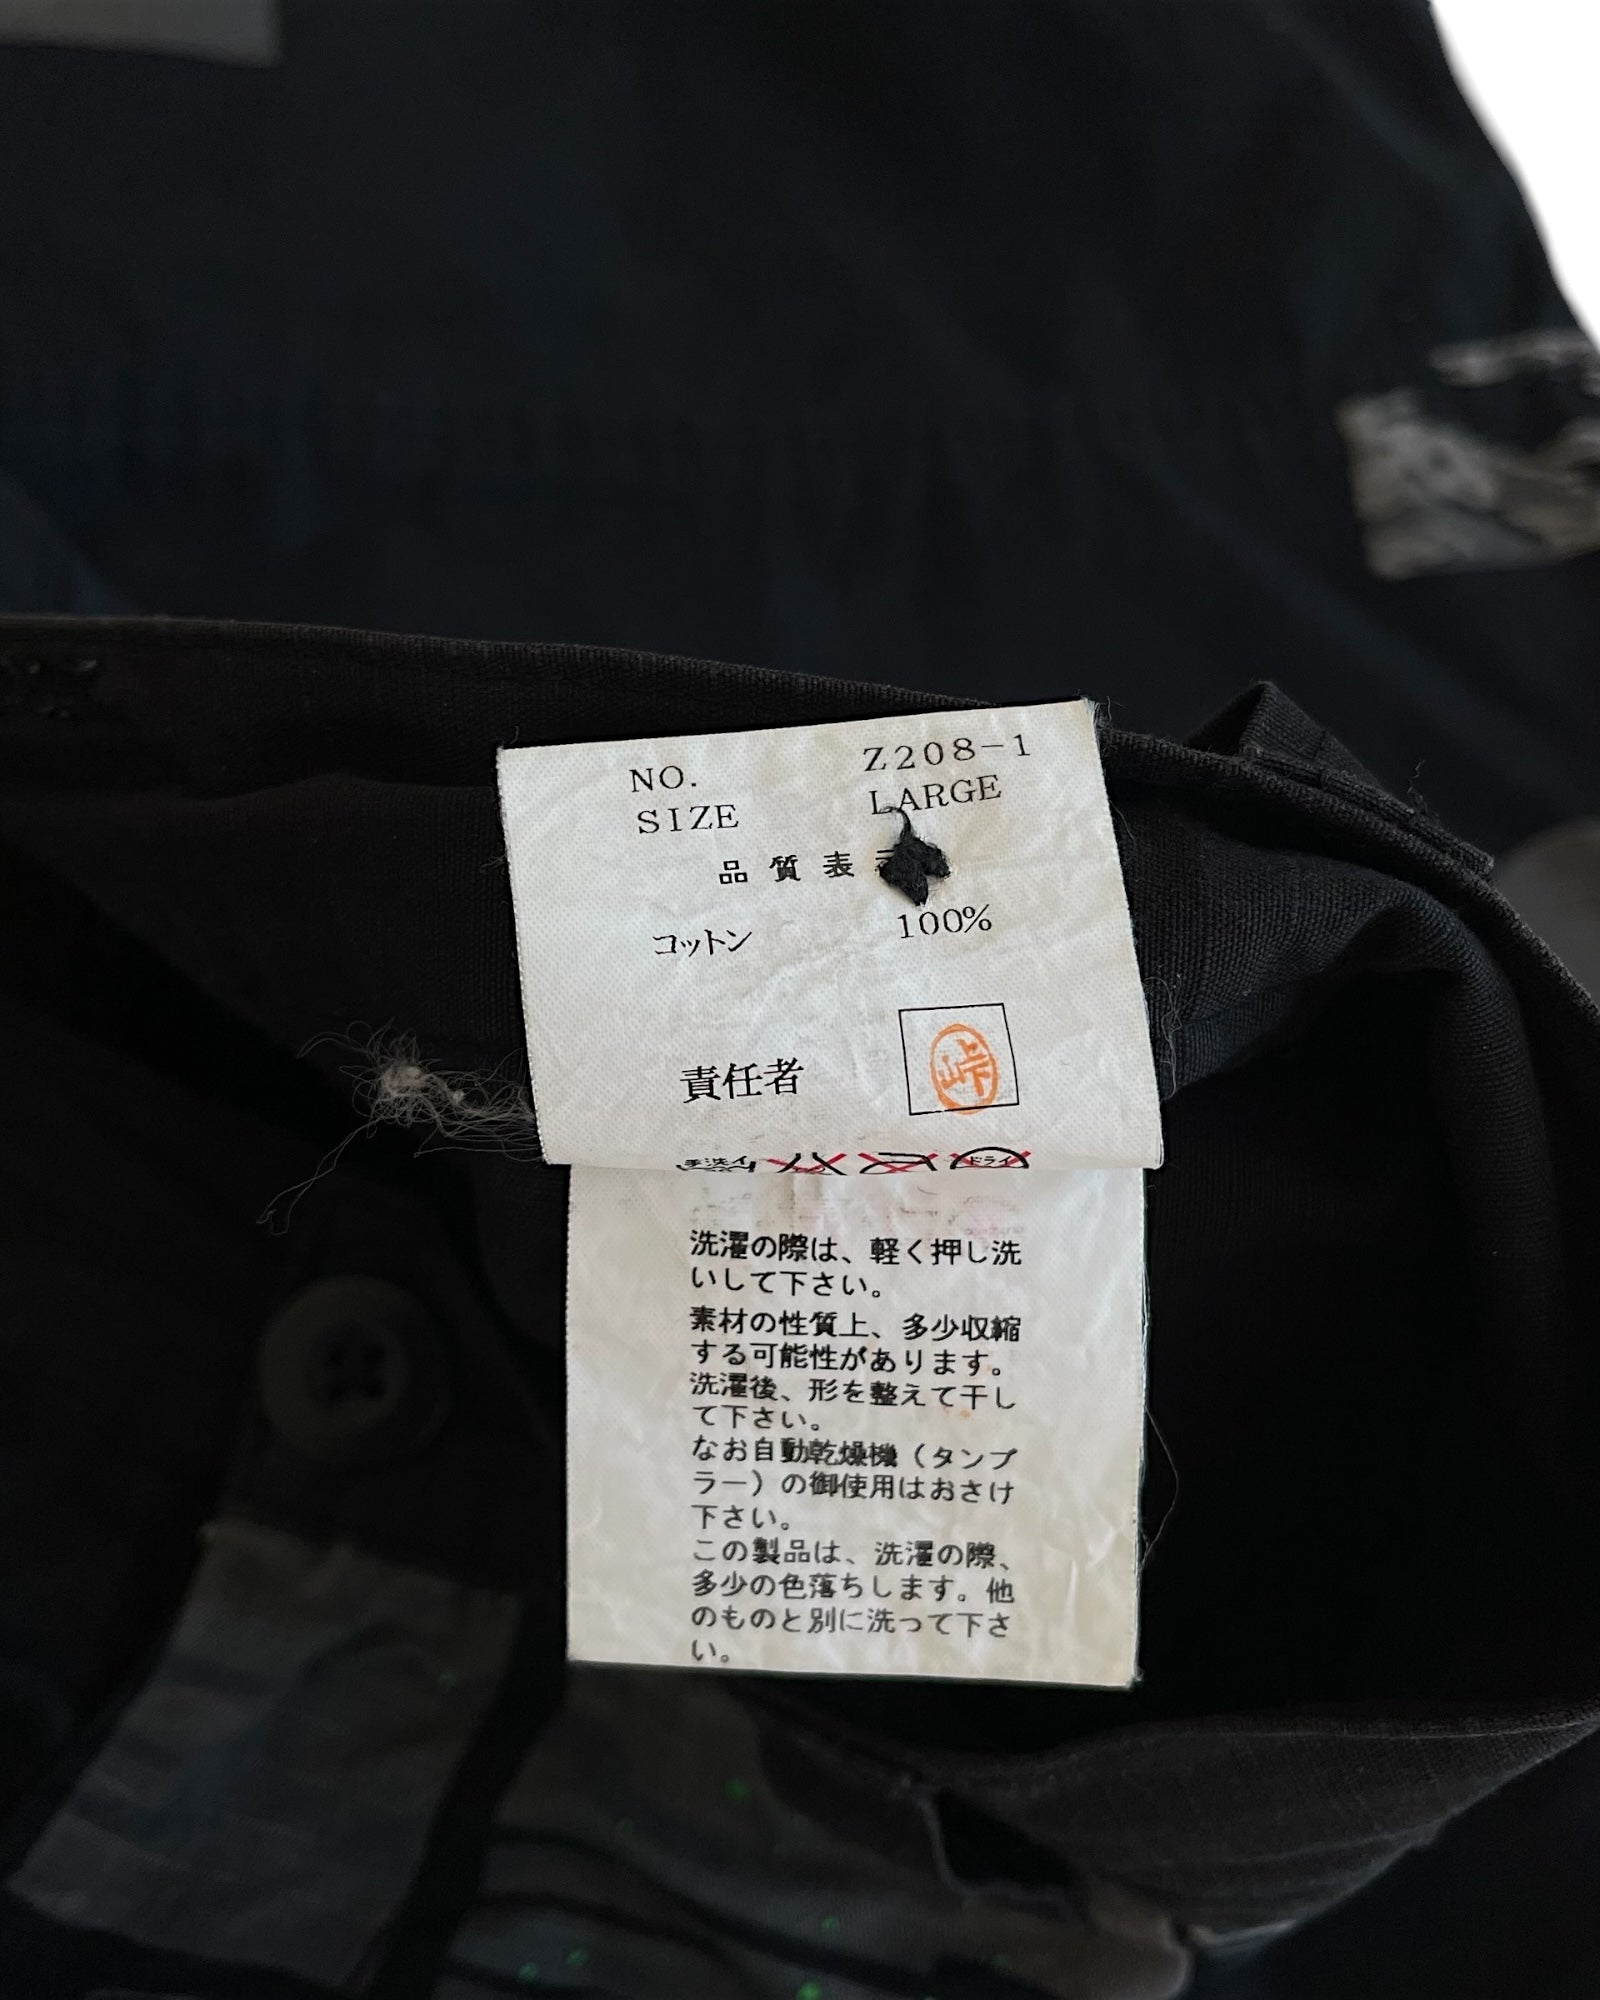 NO. Z208-1
SIZE LARGE
品質表
コットン 100%
責任者 峠
ドライ
洗濯の際は、軽く押し洗
いして下さい。
素材の性質上、多少収縮
する可能性があります。
洗濯後、形を整えて干し
て下さい。
なお自動乾燥機（タンブ
ラー）の御使用はおさけ
下さい。
この製品は、洗濯の際、
多少の色落ちします。他
のものと別に洗って下さ
い。